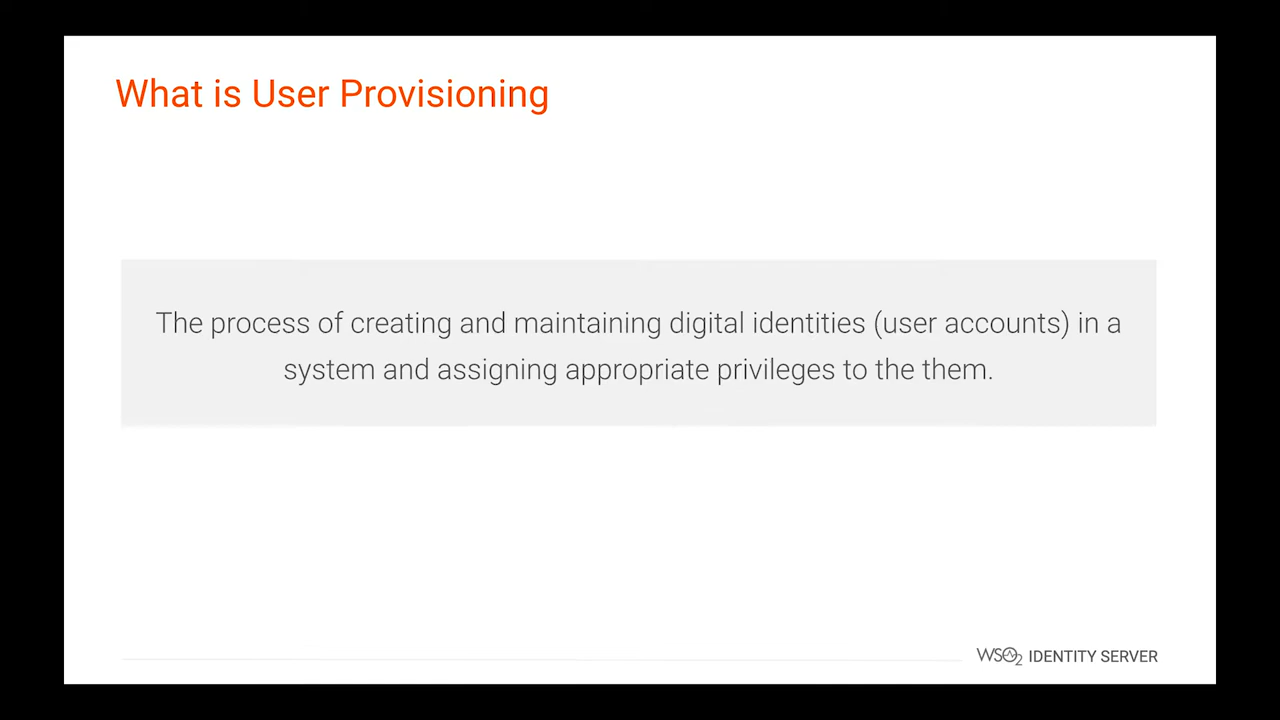 What is User Provisioning
The process of creating and maintaining digital identities (user accounts) in a
system and assigning appropriate privileges to the them.
WSO2 IDENTITY SERVER